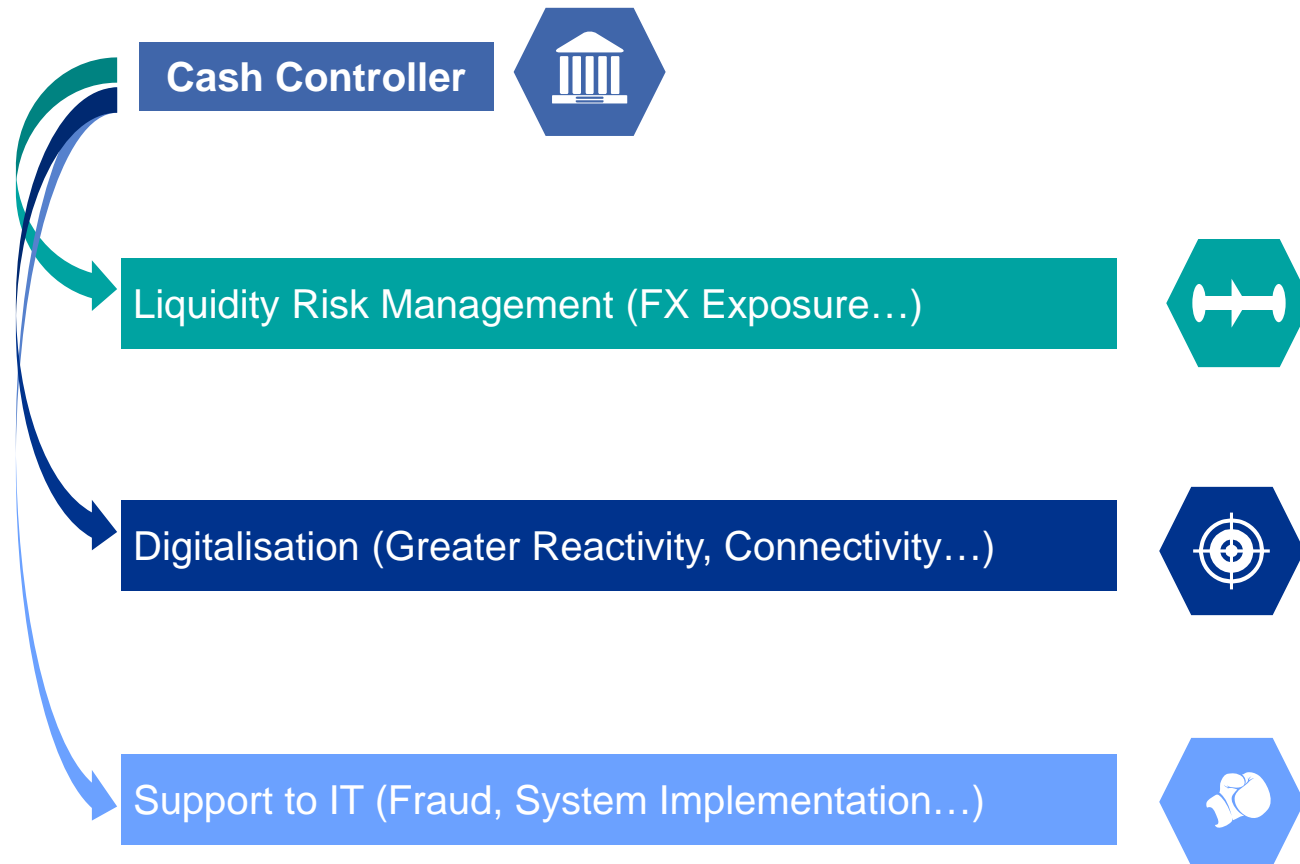 Cash Controller
Liquidity Risk Management (FX Exposure…)
Digitalisation (Greater Reactivity, Connectivity…)
Support to IT (Fraud, System Implementation…)